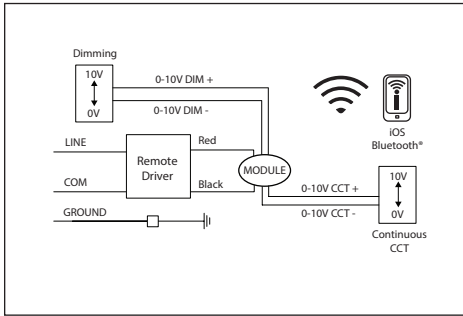 Dimming
10V
0V
0-10V DIM +
0-10V DIM -
iOS
Bluetooth®
LINE
COM
GROUND
Remote
Driver
Red
Black
MODULE
0-10V CCT +
0-10V CCT -
10V
0V
Continuous
CCT